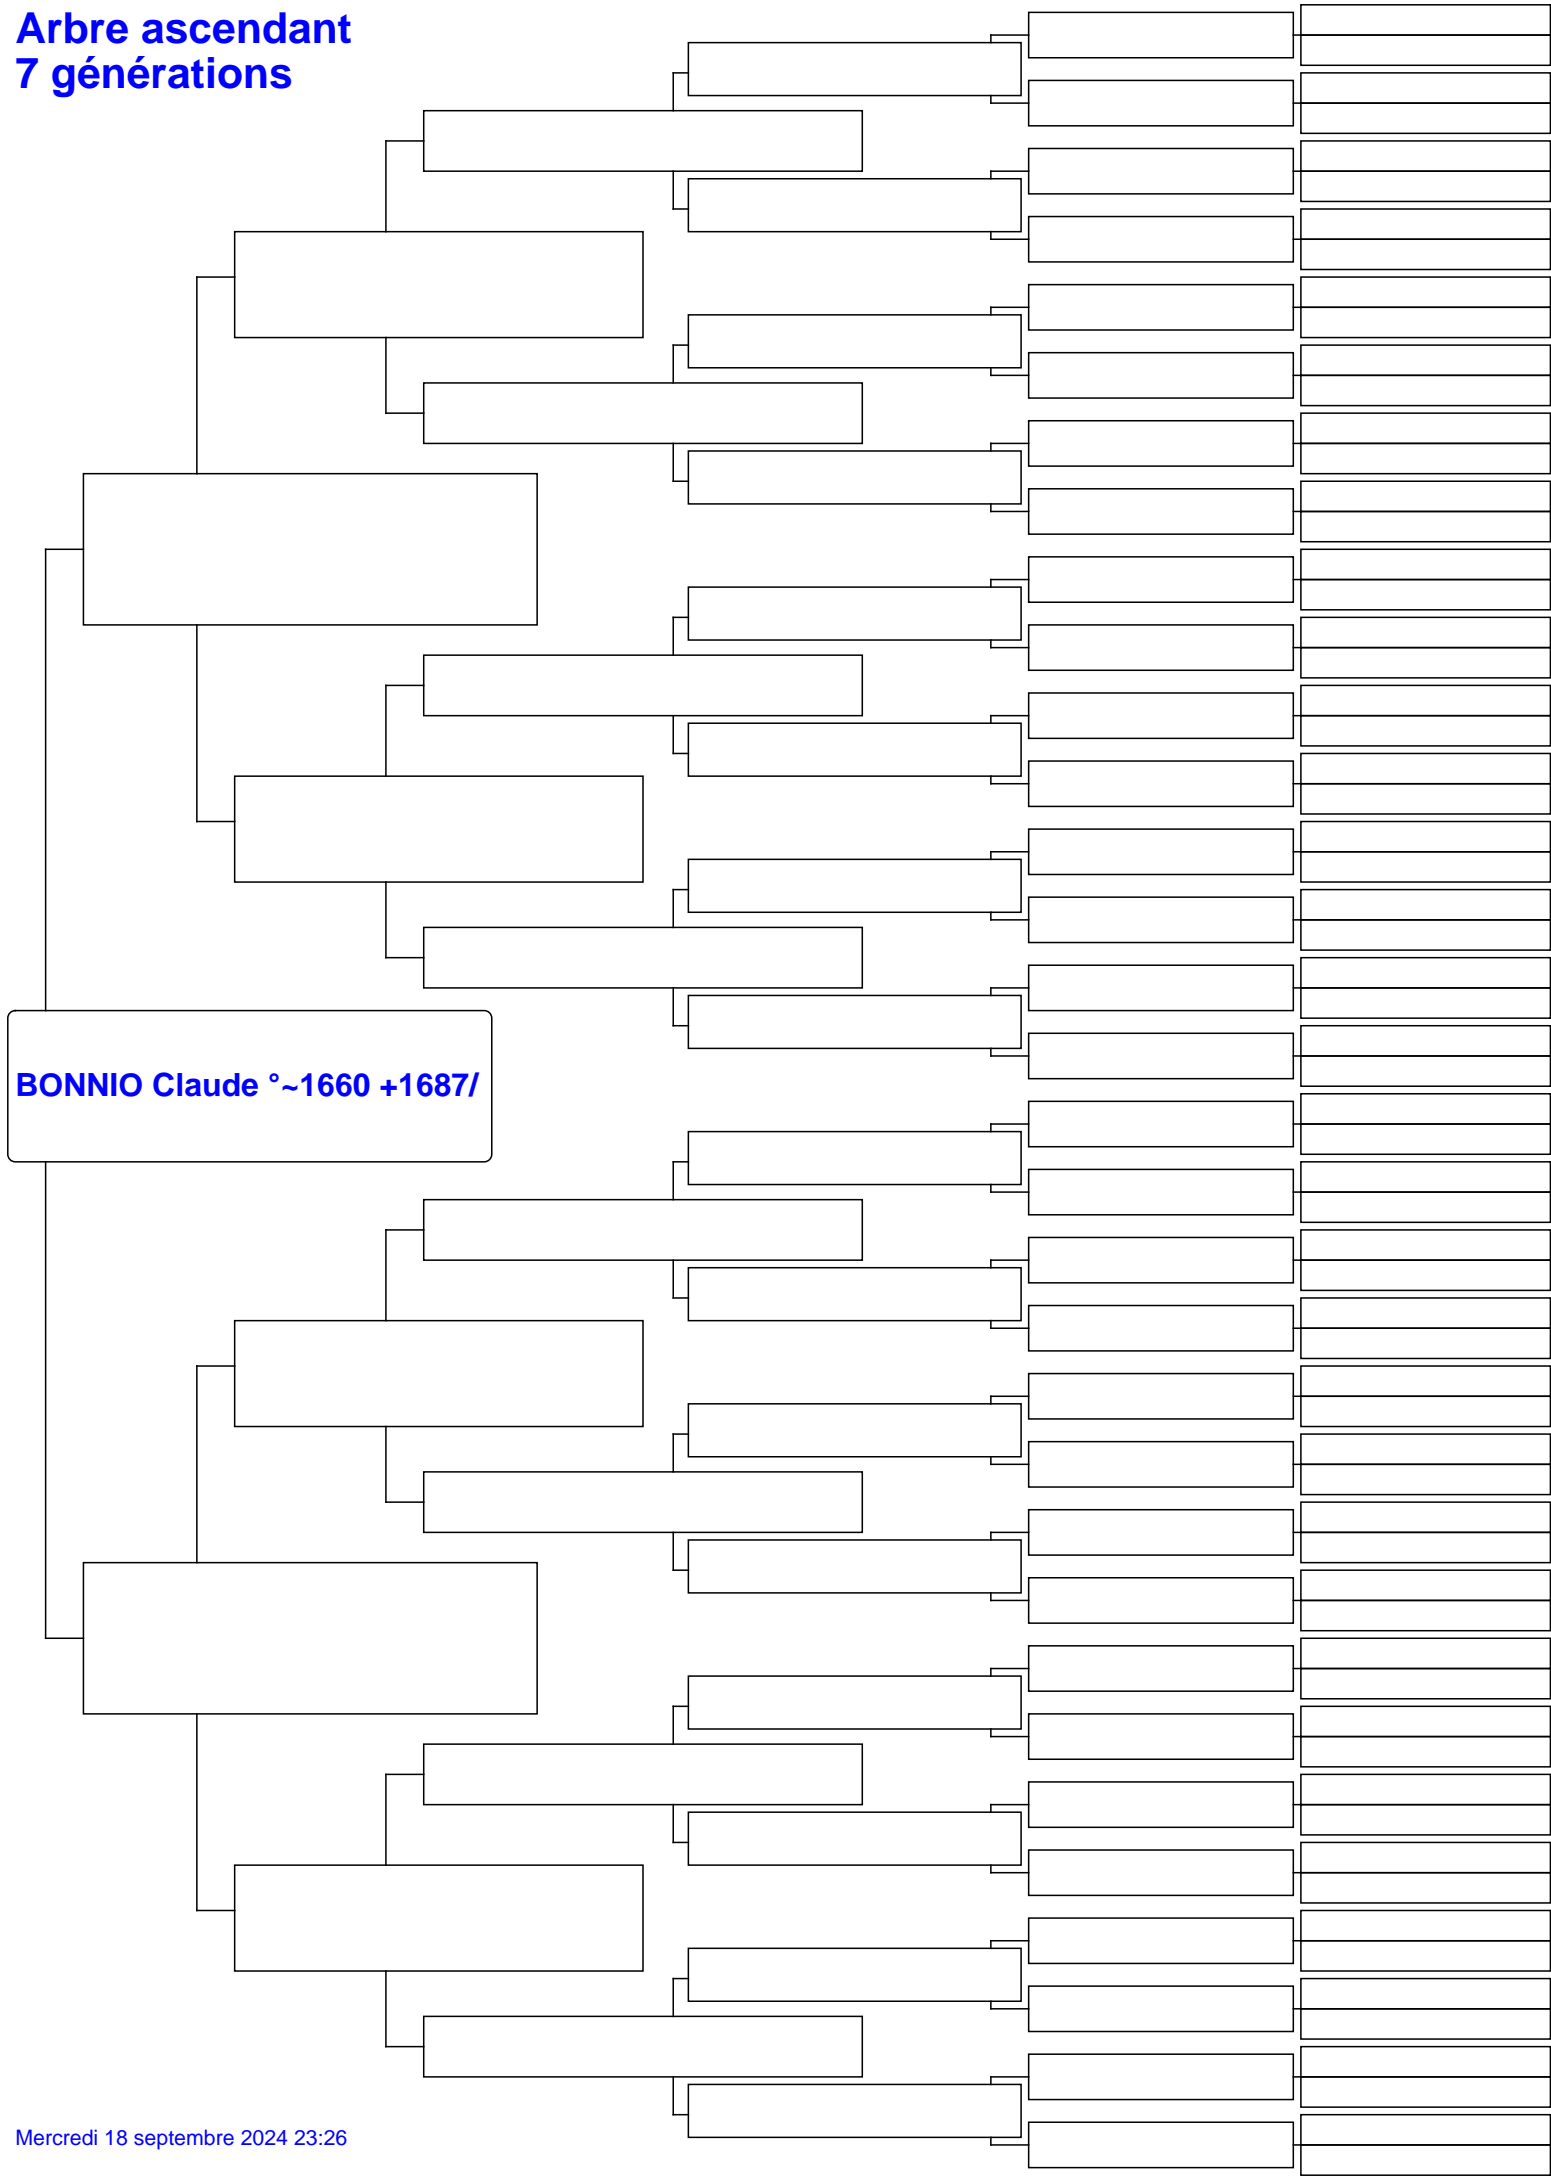 Arbre ascendant
7 générations
BONNIO Claude °~1660 +1687/
Mercredi 18 septembre 2024 23:26